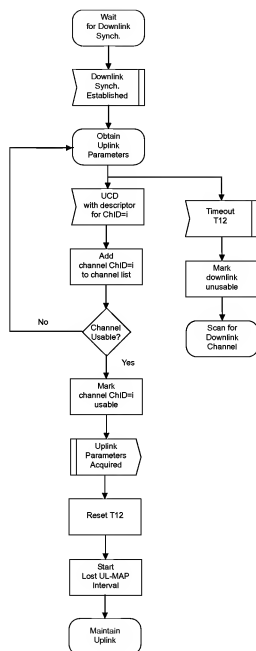 Wait
for Downlink
Synch.
Downlink
Synch.
Established
Obtain
Uplink
Parameters
UCD
with descriptor
for ChID=i
Timeout
T12
Add
channel ChID=i
to channel list
Mark
downlink
unusable
No
Channel
Usable?
Scan for
Downlink
Channel
Yes
Mark
channel ChID=i
usable
Uplink
Parameters
Acquired
Reset T12
Start
Lost UL-MAP
Interval
Maintain
Uplink